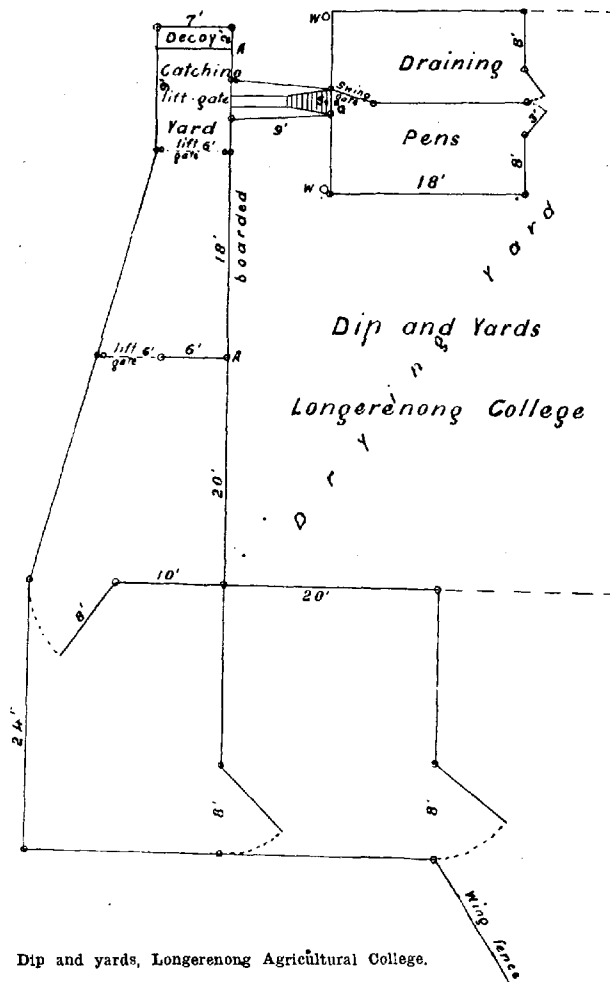 7'
Decoy 2'
A
W
8'
Draining
Catching
9'
lift-gate
Swing
gate
G
9'
3'
Yard
Pens
8'
lift 6'
gate
W
18'
18'
boarded
Drying Yard
Dip and Yards
lift 6'
gate
6'
A
Longerenong College
20'
10'
20'
8'
24'
8'
8'
Wing fence
Dip and yards, Longerenong Agricultural College.